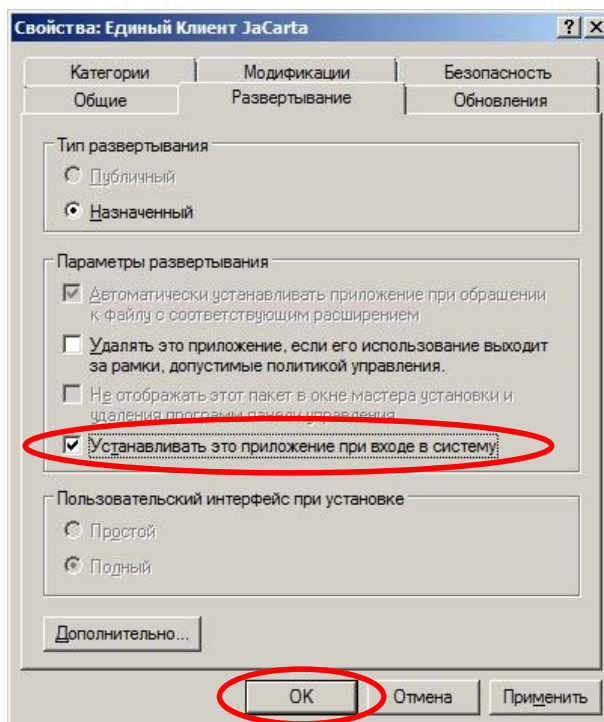 Свойства: Единый Клиент JaCarta
Категории Модификации Безопасность
Общие Развертывание Обновления
Тип развертывания
Публичный
Назначенный
Параметры развертывания
Автоматически устанавливать приложение при обращении
к файлу с соответствующим расширением
Удалять это приложение, если его использование выходит
за рамки, допустимые политикой управления.
Не отображать этот пакет в окне мастера установки и
удаления программ панели управления
Устанавливать это приложение при входе в систему
Пользовательский интерфейс при установке
Простой
Полный
Дополнительно...
OK Отмена Применить